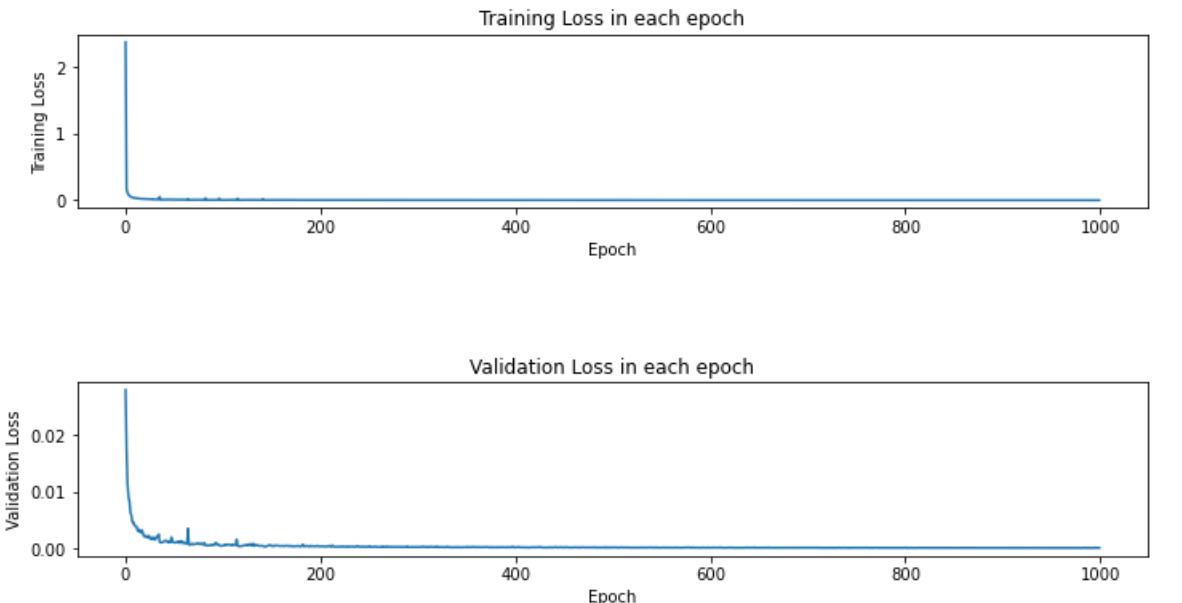 Training Loss in each epoch
Training Loss
2
1
0
0 200 400 600 800 1000
Epoch
Validation Loss in each epoch
Validation Loss
0.02
0.01
0.00
0 200 400 600 800 1000
Epoch